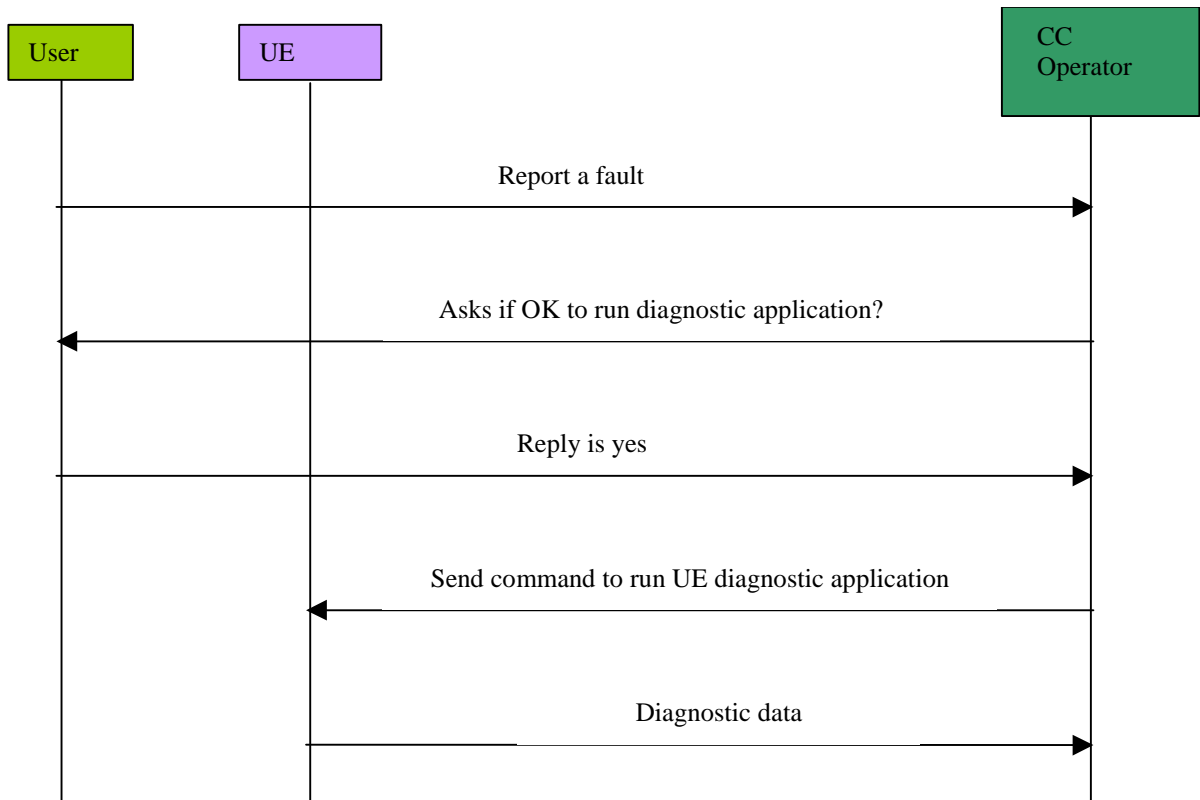 User
UE
CC
Operator
Report a fault
Asks if OK to run diagnostic application?
Reply is yes
Send command to run UE diagnostic application
Diagnostic data